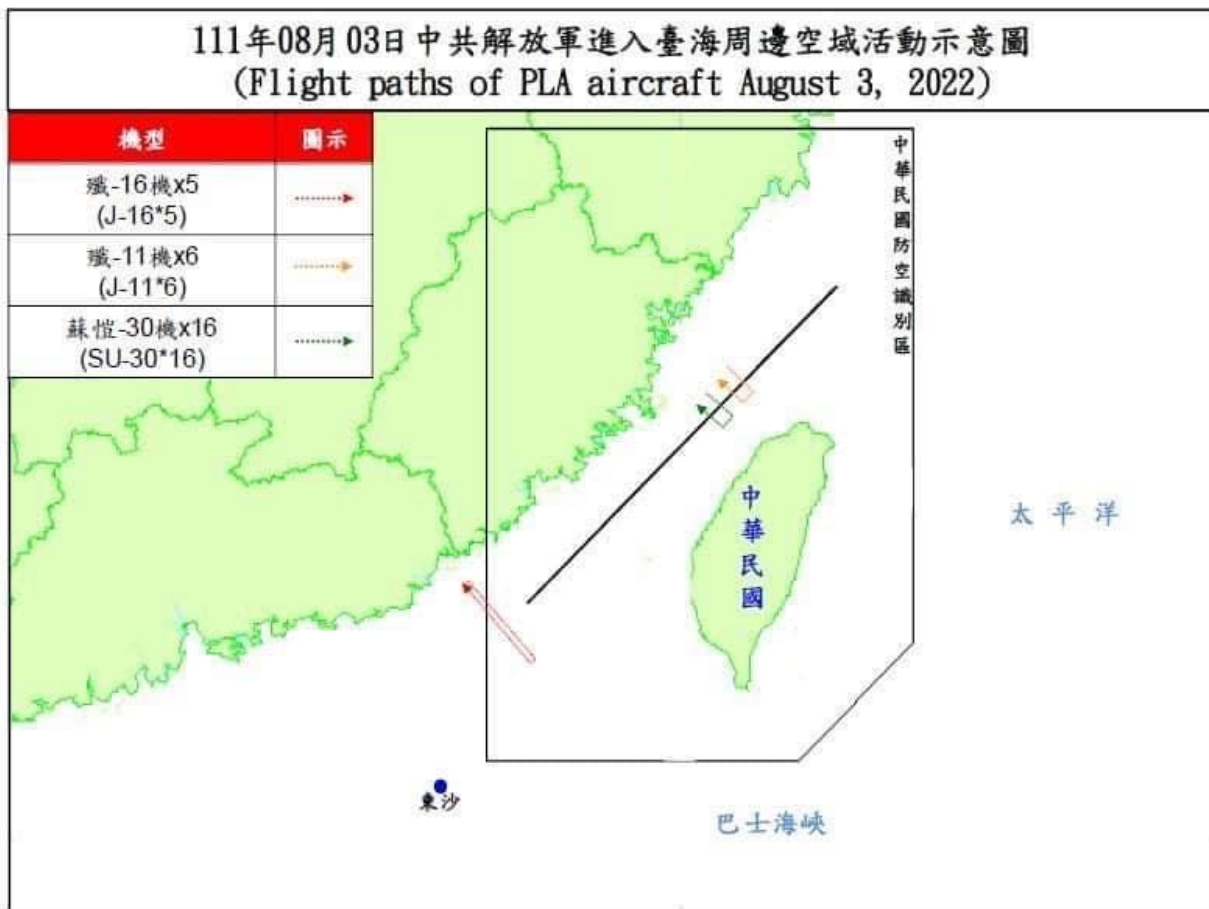 111年08月03日中共解放軍進入臺海周邊空域活動示意圖
(Flight paths of PLA aircraft August 3, 2022)
機型
圖示
殲-16機x5
(J-16*5)
殲-11機x6
(J-11*6)
蘇愷-30機x16
(SU-30*16)
中華民國防空識別區
中華民國
太平洋
東沙
巴士海峽